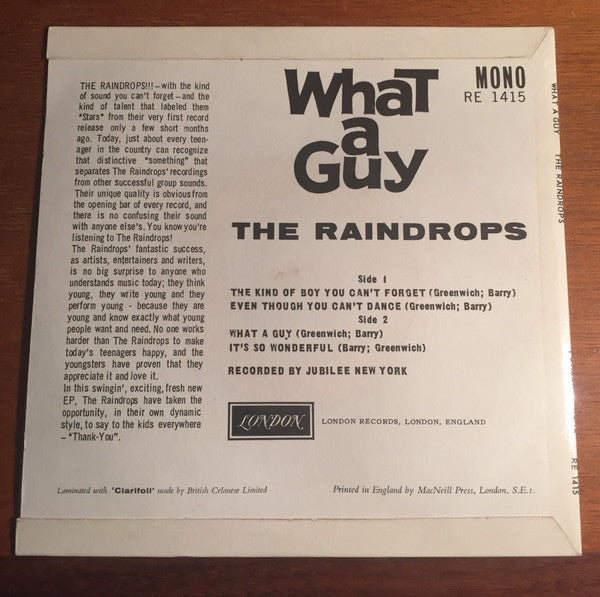 THE RAINDROPS!!! – with the kind
of sound you can't forget – and the
kind of talent that labeled them
"Stars" from their very first record
release only a few short months
ago. Today, just about every teen-
ager in the country can recognize
that distinctive "something" that
separates The Raindrops' recordings
from other successful group sounds.
Their unique quality is obvious from
the opening bar of every record, and
there is no confusing their sound
with anyone else's. You know you're
listening to The Raindrops!
The Raindrops' fantastic success,
as artists, entertainers and writers,
is no big surprise to anyone who
understands music today; they think
young, they write young and they
perform young - because they are
young and know exactly what young
people want and need. No one works
harder than The Raindrops to make
today's teenagers happy, and the
youngsters have proven that they
appreciate it and love it.
In this swingin', exciting, fresh new
EP, The Raindrops have taken the
opportunity, in their own dynamic
style, to say to the kids everywhere
– "Thank-You".
What
a
Guy
MONO
RE 1415
THE RAINDROPS
Side 1
THE KIND OF BOY YOU CAN'T FORGET (Greenwich; Barry)
EVEN THOUGH YOU CAN'T DANCE (Greenwich; Barry)
Side 2
WHAT A GUY (Greenwich; Barry)
IT'S SO WONDERFUL (Barry; Greenwich)
RECORDED BY JUBILEE NEW YORK
LONDON
LONDON RECORDS, LONDON, ENGLAND
Laminated with 'Clarifoil' made by British Celanese Limited
Printed in England by MacNeill Press, London, S.E.1.
WHAT A GUY THE RAINDROPS
RE 1415